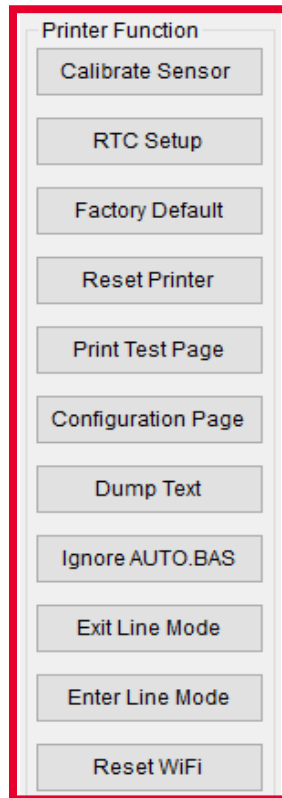 Printer Function
Calibrate Sensor
RTC Setup
Factory Default
Reset Printer
Print Test Page
Configuration Page
Dump Text
Ignore AUTO.BAS
Exit Line Mode
Enter Line Mode
Reset WiFi